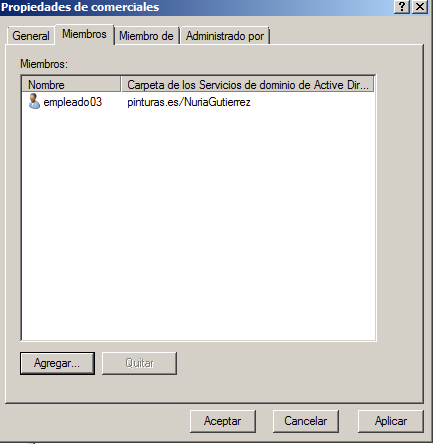 Propiedades de comerciales
General Miembros Miembro de Administrado por
Miembros:
Nombre Carpeta de los Servicios de dominio de Active Dir...
empleado03 pinturas.es/NuriaGutierrez
Agregar... Quitar
Aceptar Cancelar Aplicar